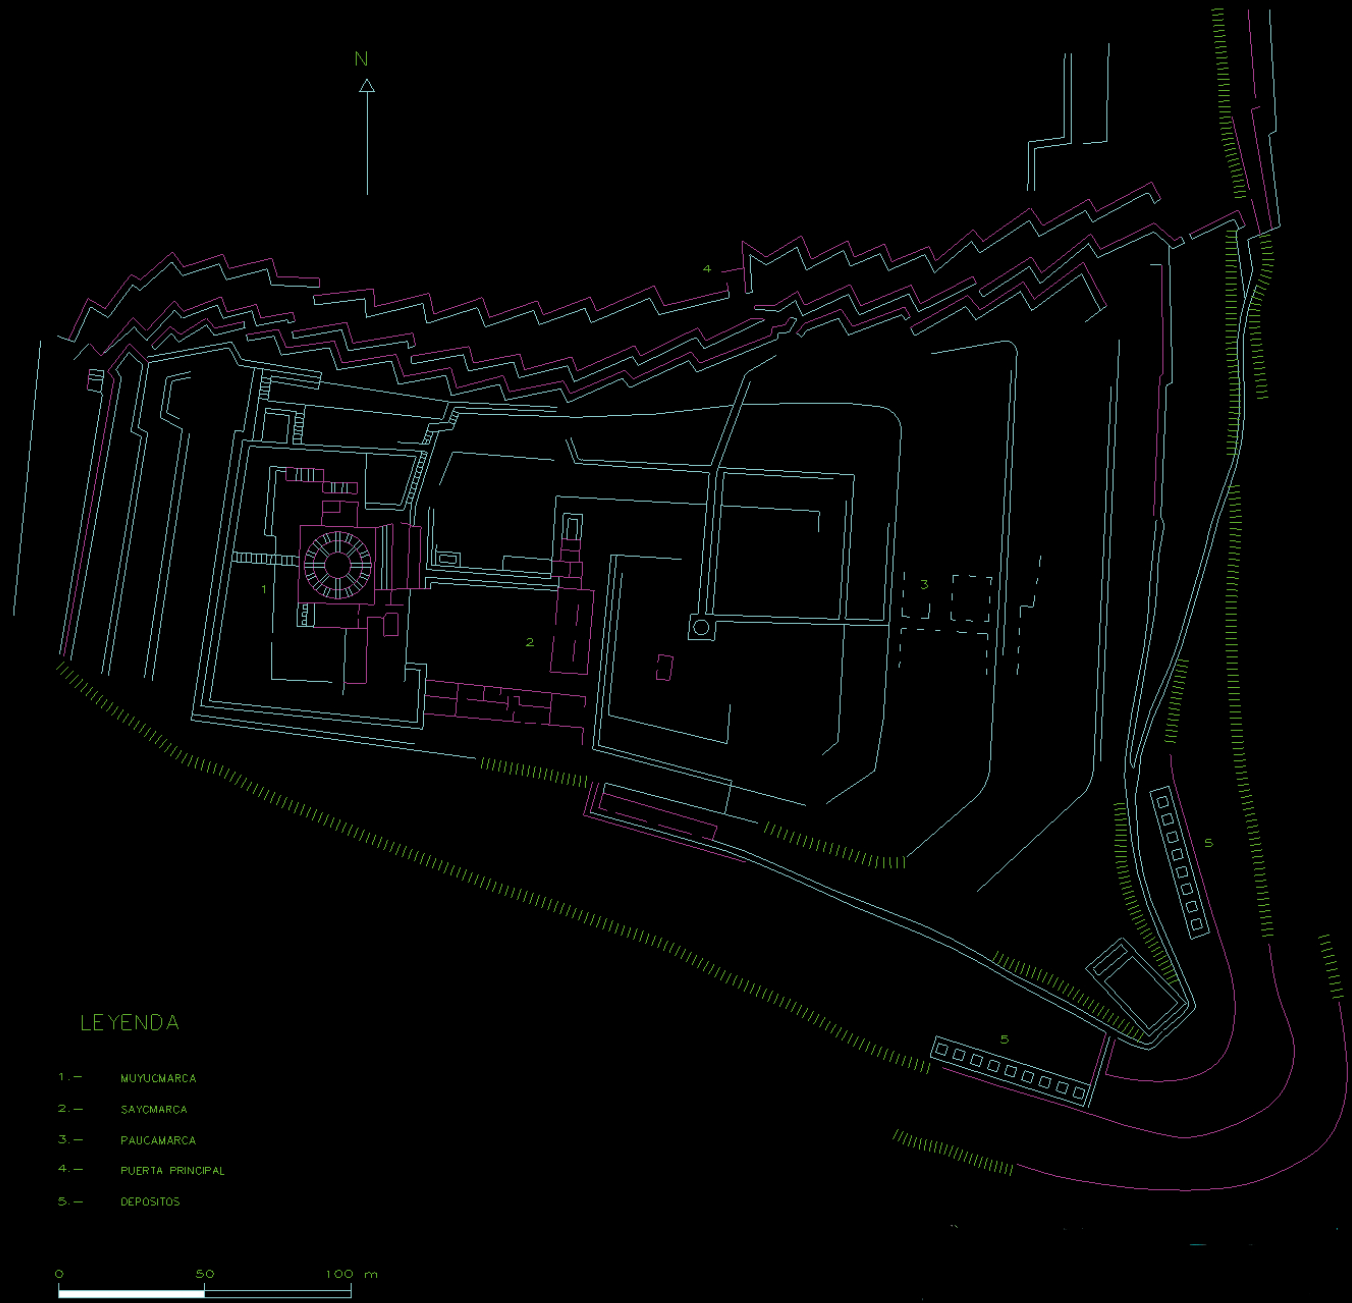 N
4
3
1
2
5
5
LEYENDA
1.— MUYUCMARCA
2.— SAYCMARCA
3.— PAUCAMARCA
4.— PUERTA PRINCIPAL
5.— DEPOSITOS
0 50 100 m